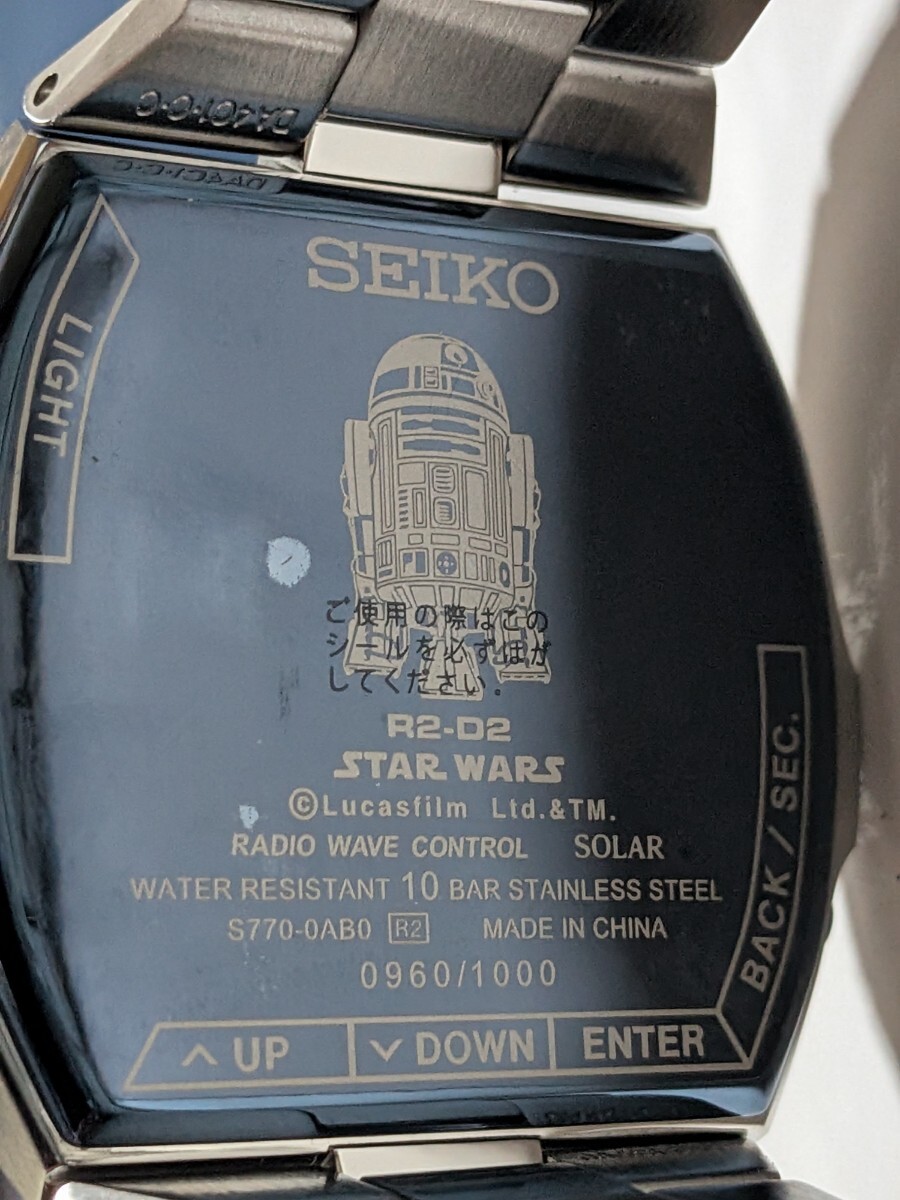 DA4C1·C·C
SEIKO
LIGHT
ご使用の際はこの
シールを必ずはが
してください.
R2-D2
STAR WARS
©Lucasfilm Ltd.&TM.
RADIO WAVE CONTROL SOLAR
WATER RESISTANT 10 BAR STAINLESS STEEL
S770-0AB0 R2 MADE IN CHINA
0960/1000
BACK / SEC.
∧ UP ∨ DOWN ENTER